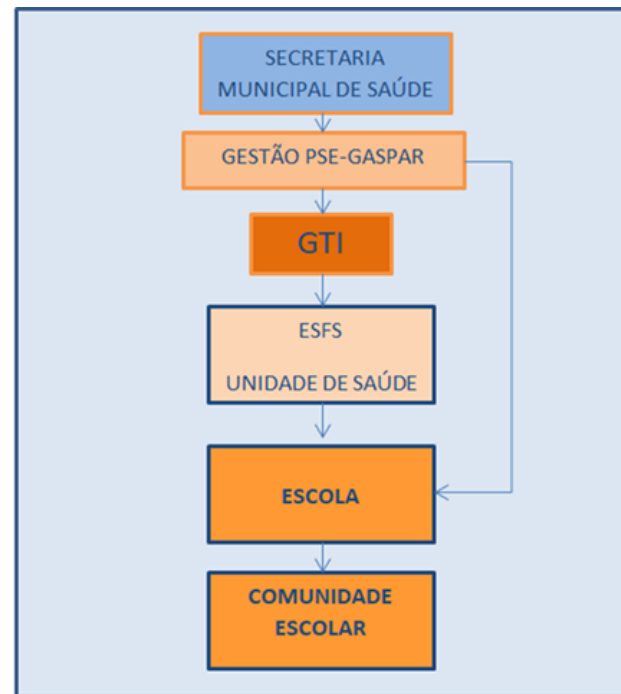 SECRETARIA
MUNICIPAL DE SAÚDE
GESTÃO PSE-GASPAR
GTI
ESFS
UNIDADE DE SAÚDE
ESCOLA
COMUNIDADE
ESCOLAR